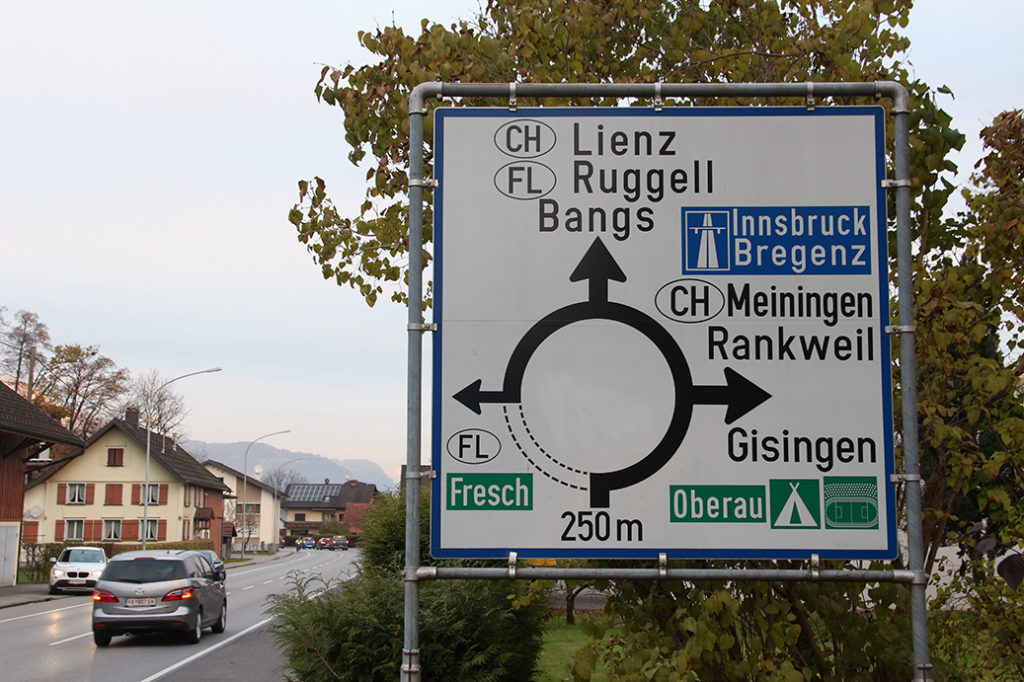 CH Lienz
FL Ruggell
Bangs
Innsbruck
Bregenz
CH Meiningen
Rankweil
FL
Fresch
Gisingen
Oberau
250 m